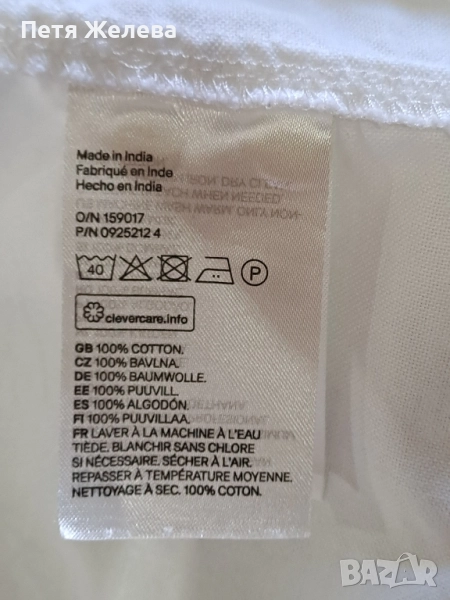 Петя Желева
Made in India
Fabriqué en Inde
Hecho en India
O/N 159017
P/N 0925212 4
40
P
clevercare.info
GB 100% COTTON.
CZ 100% BAVLNA.
DE 100% BAUMWOLLE.
EE 100% PUUVILL.
ES 100% ALGODÓN.
FI 100% PUUVILLAA.
FR LAVER À LA MACHINE À L'EAU
TIÈDE. BLANCHIR SANS CHLORE
SI NÉCESSAIRE. SÉCHER À L'AIR.
REPASSER À TEMPÉRATURE MOYENNE.
NETTOYAGE À SEC. 100% COTON.
BAZAR